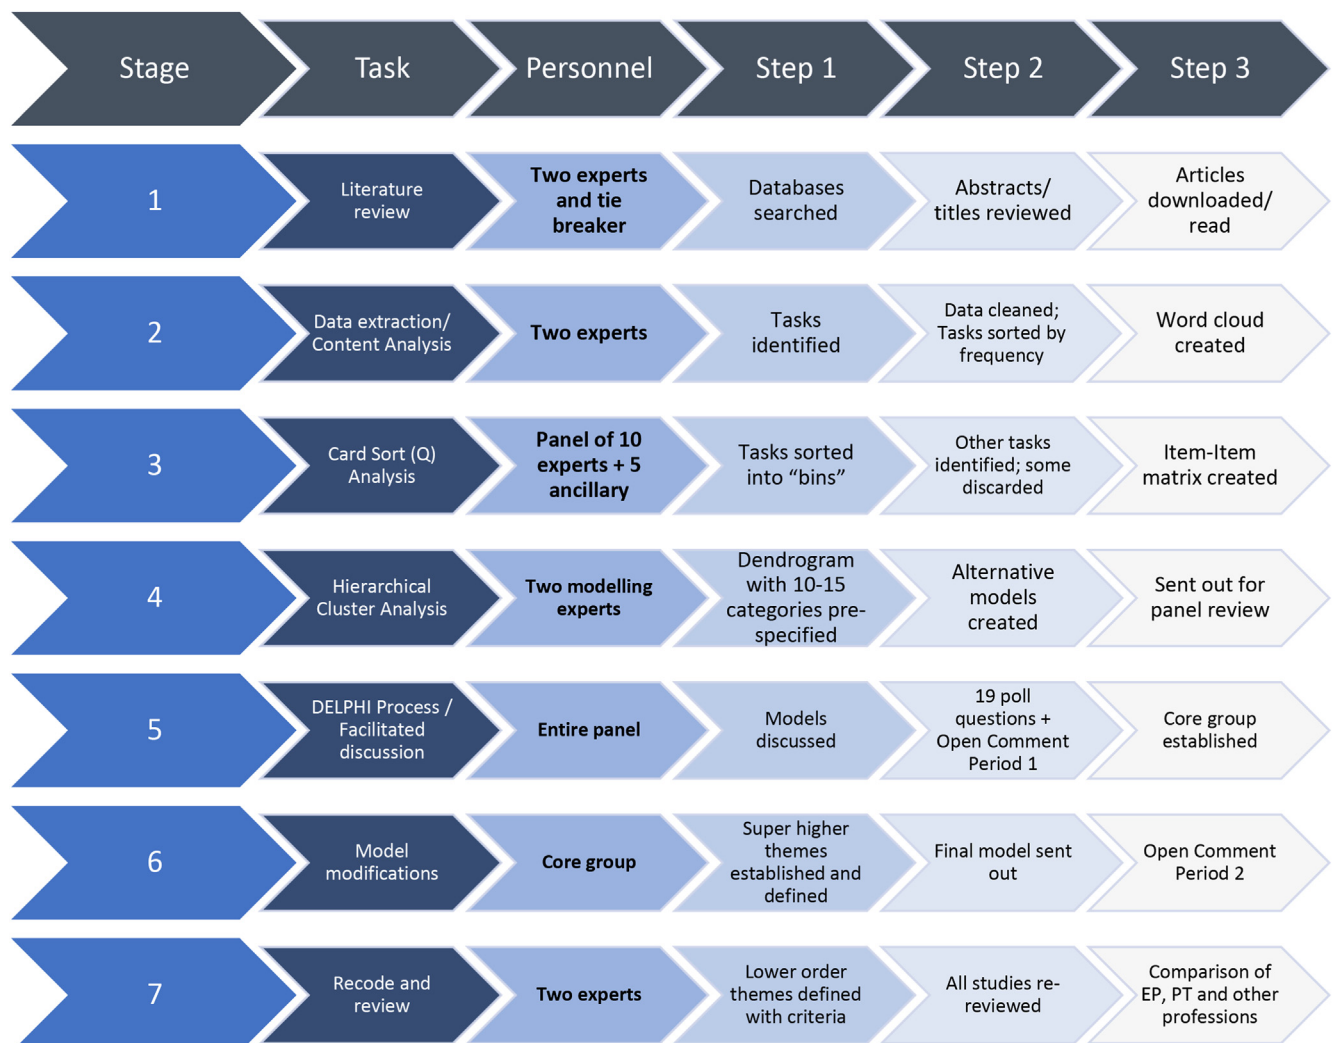 Stage
Task
Personnel
Step 1
Step 2
Step 3
1
Literature
review
Two experts
and tie
breaker
Databases
searched
Abstracts/
titles reviewed
Articles
downloaded/
read
2
Data extraction/
Content Analysis
Two experts
Tasks
identified
Data cleaned;
Tasks sorted by
frequency
Word cloud
created
3
Card Sort (Q)
Analysis
Panel of 10
experts + 5
ancillary
Tasks sorted
into “bins”
Other tasks
identified; some
discarded
Item-Item
matrix created
4
Hierarchical
Cluster Analysis
Two modelling
experts
Dendrogram
with 10-15
categories pre-
specified
Alternative
models
created
Sent out for
panel review
5
DELPHI Process /
Facilitated
discussion
Entire panel
Models
discussed
19 poll
questions +
Open Comment
Period 1
Core group
established
6
Model
modifications
Core group
Super higher
themes
established and
defined
Final model sent
out
Open Comment
Period 2
7
Recode and
review
Two experts
Lower order
themes defined
with criteria
All studies re-
reviewed
Comparison of
EP, PT and other
professions